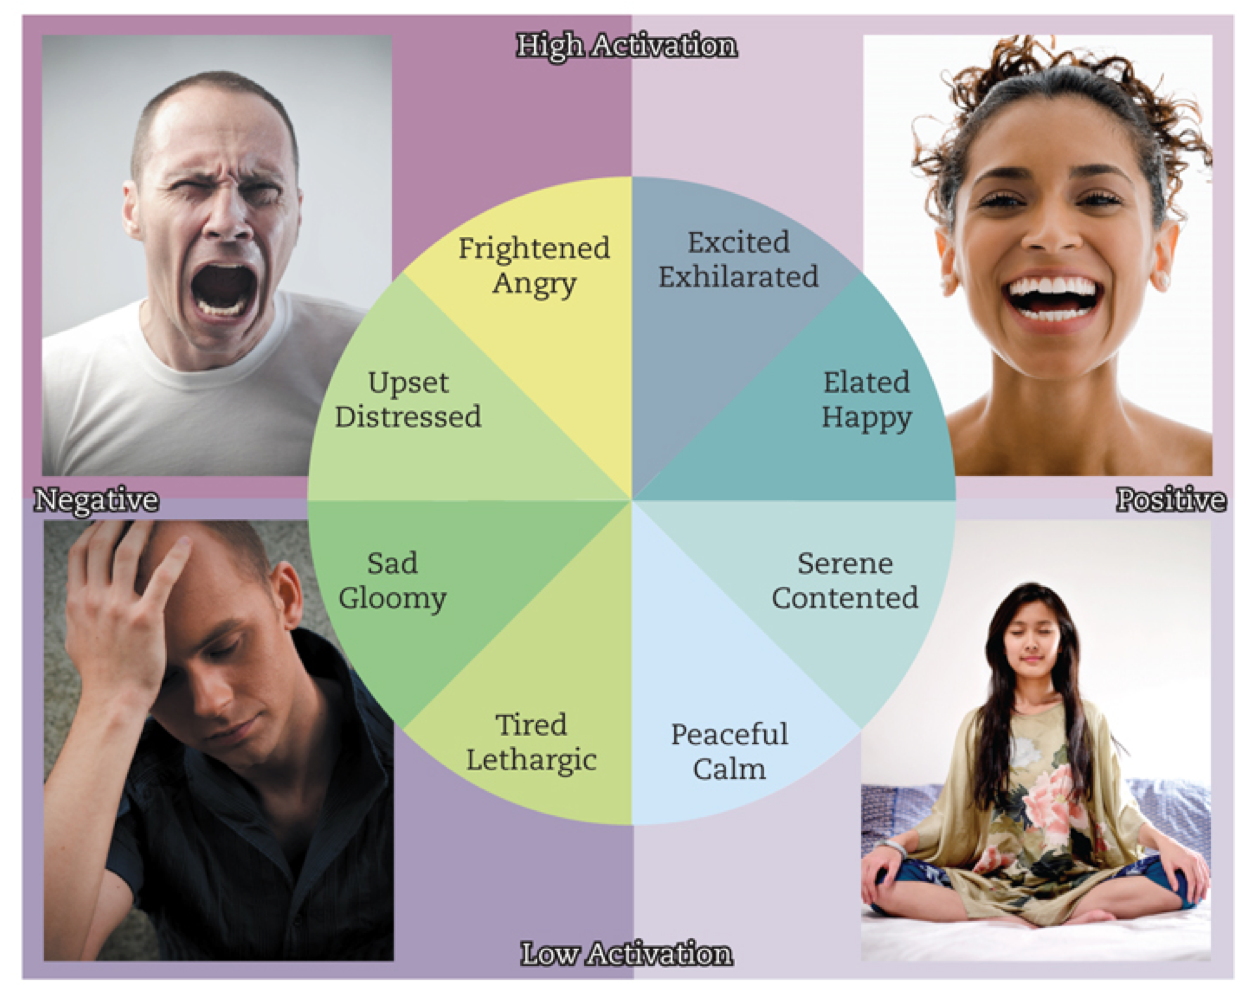 High Activation
Frightened
Angry
Excited
Exhilarated
Upset
Distressed
Elated
Happy
Negative
Positive
Sad
Gloomy
Serene
Contented
Tired
Lethargic
Peaceful
Calm
Low Activation